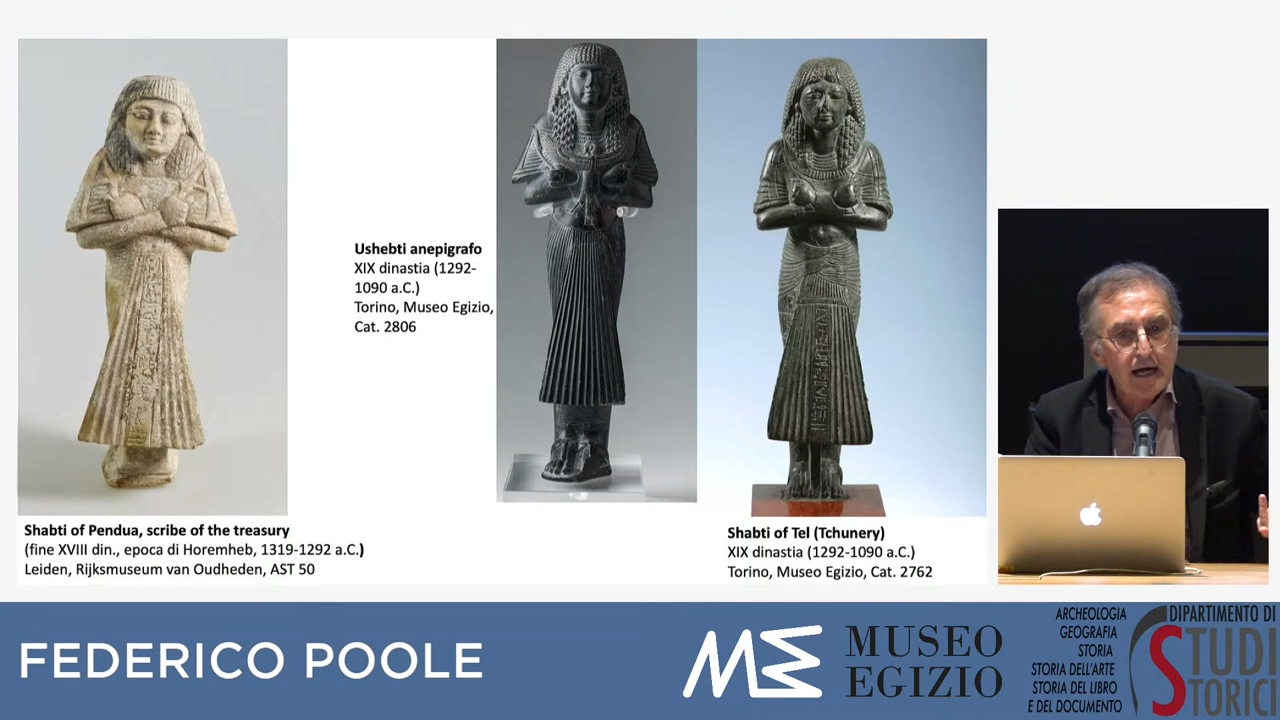 Ushebti anepigrafo
XIX dinastia (1292-
1090 a.C.)
Torino, Museo Egizio,
Cat. 2806
Shabti of Pendua, scribe of the treasury
(fine XVIII din., epoca di Horemheb, 1319-1292 a.C.)
Leiden, Rijksmuseum van Oudheden, AST 50
Shabti of Tel (Tchunery)
XIX dinastia (1292-1090 a.C.)
Torino, Museo Egizio, Cat. 2762
FEDERICO POOLE
ME
MUSEO
EGIZIO
ARCHEOLOGIA
GEOGRAFIA
STORIA
STORIA DELL'ARTE
STORIA DEL LIBRO
E DEL DOCUMENTO
DIPARTIMENTO DI
STUDI
STORICI